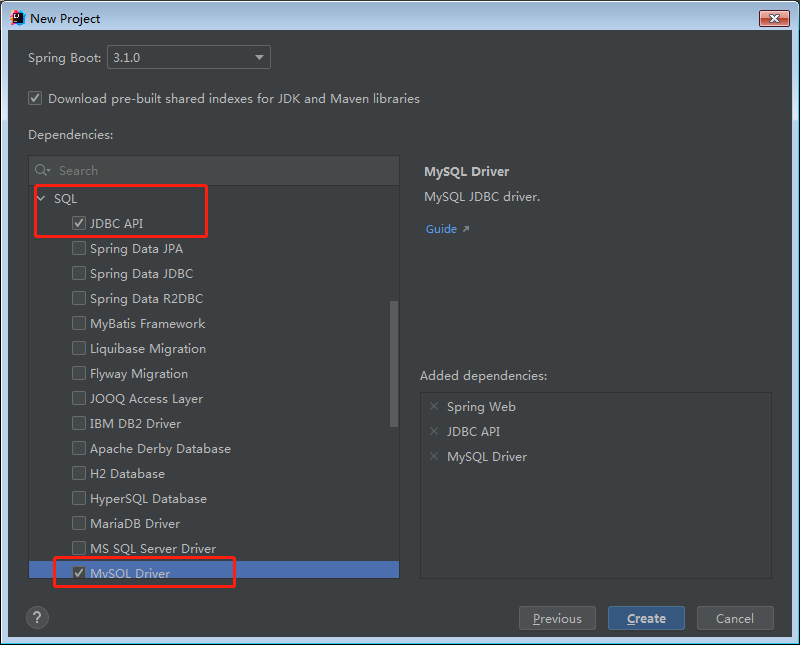 New Project
Spring Boot: 3.1.0
Download pre-built shared indexes for JDK and Maven libraries
Dependencies:
Search
SQL
JDBC API
Spring Data JPA
Spring Data JDBC
Spring Data R2DBC
MyBatis Framework
Liquibase Migration
Flyway Migration
JOOQ Access Layer
IBM DB2 Driver
Apache Derby Database
H2 Database
HyperSQL Database
MariaDB Driver
MS SQL Server Driver
MySQL Driver
MySQL Driver
MySQL JDBC driver.
Guide ↗
Added dependencies:
× Spring Web
× JDBC API
× MySQL Driver
?
Previous
Create
Cancel